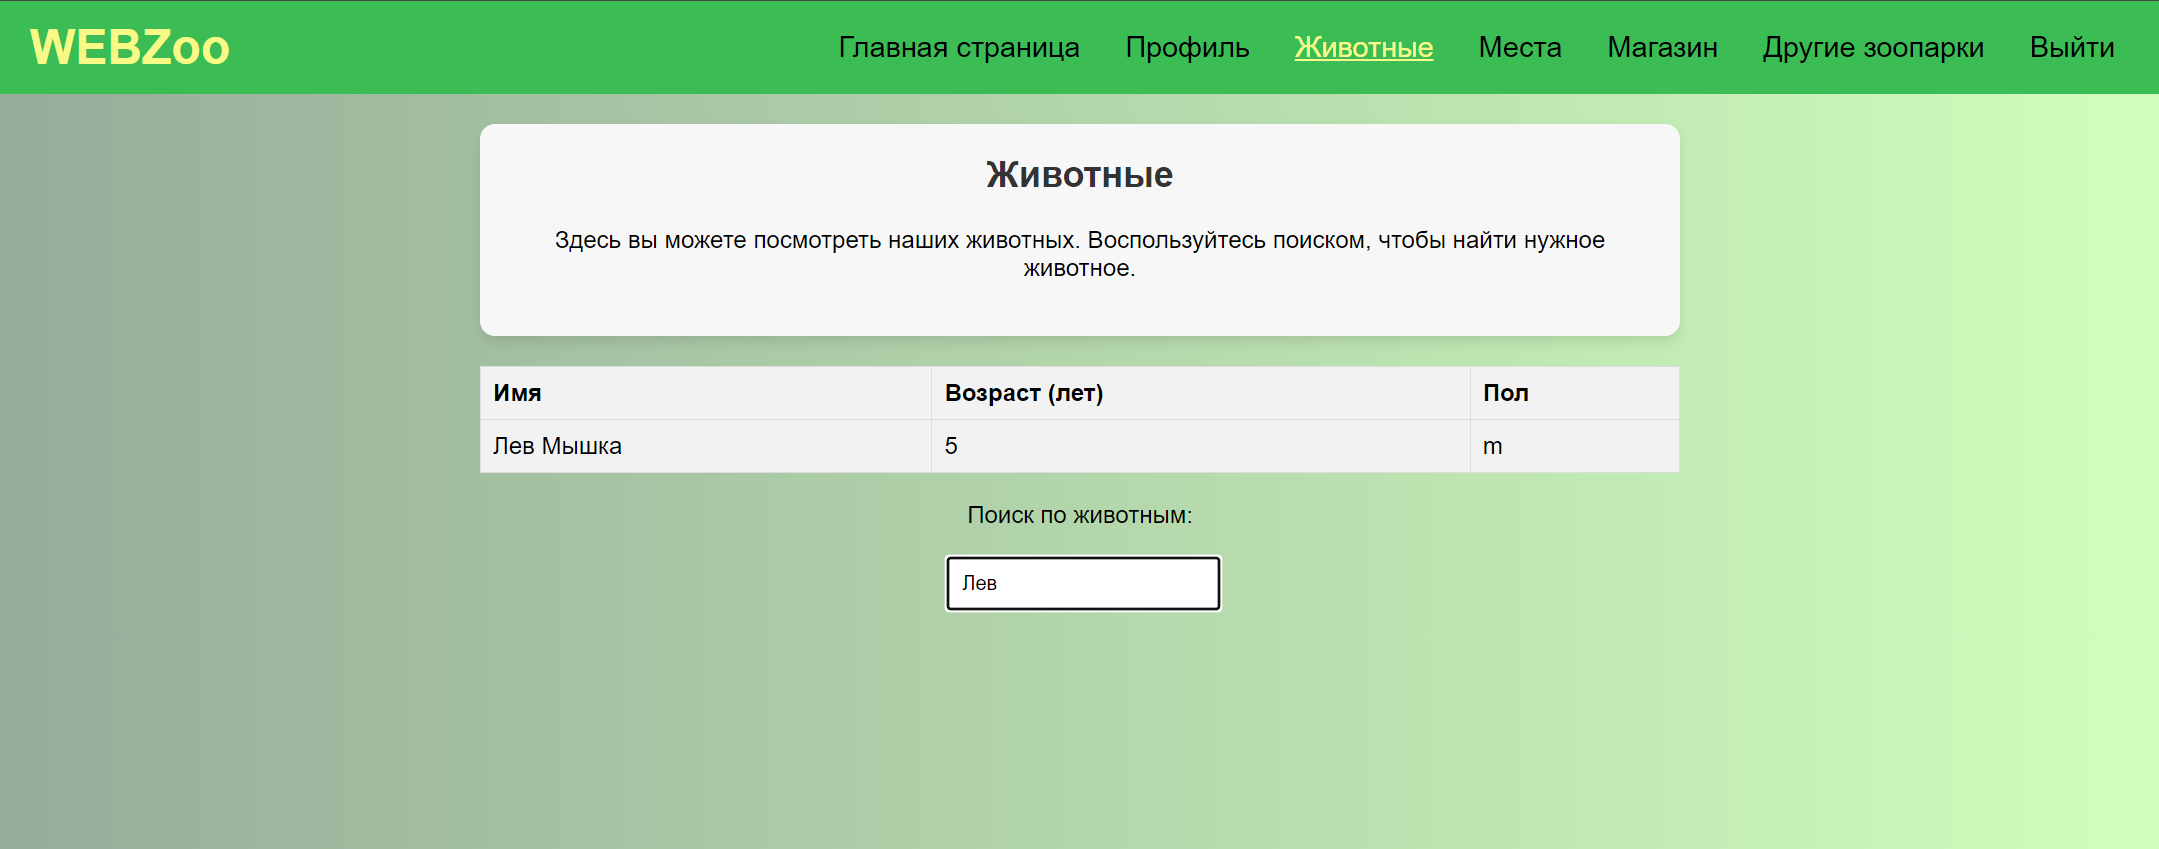 WEBZoo
Главная страница Профиль Животные Места Магазин Другие зоопарки Выйти
Животные
Здесь вы можете посмотреть наших животных. Воспользуйтесь поиском, чтобы найти нужное
животное.
Имя Возраст (лет) Пол
Лев Мышка 5 m
Поиск по животным:
Лев